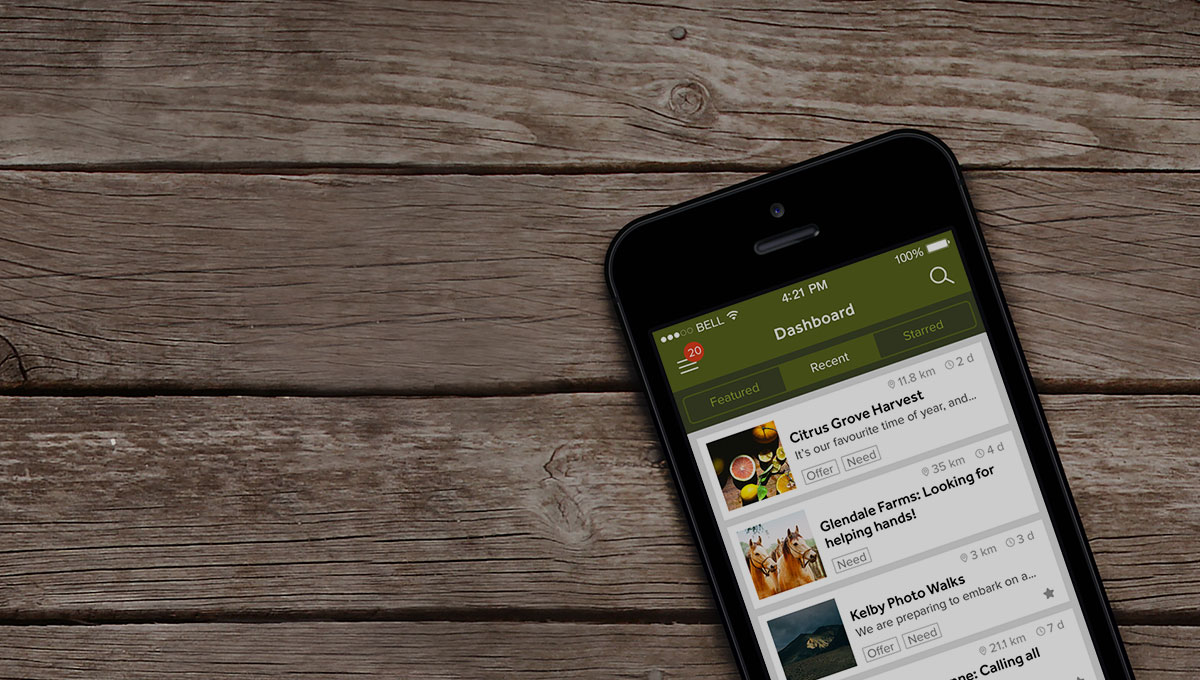 BELL
4:21 PM
100%
20
Dashboard
Featured
Recent
Starred
11.8 km
2 d
Citrus Grove Harvest
It's our favourite time of year, and...
Offer
Need
35 km
4 d
Glendale Farms: Looking for
helping hands!
Need
3 km
3 d
Kelby Photo Walks
We are preparing to embark on a...
Offer
Need
21.1 km
7 d
Calling all